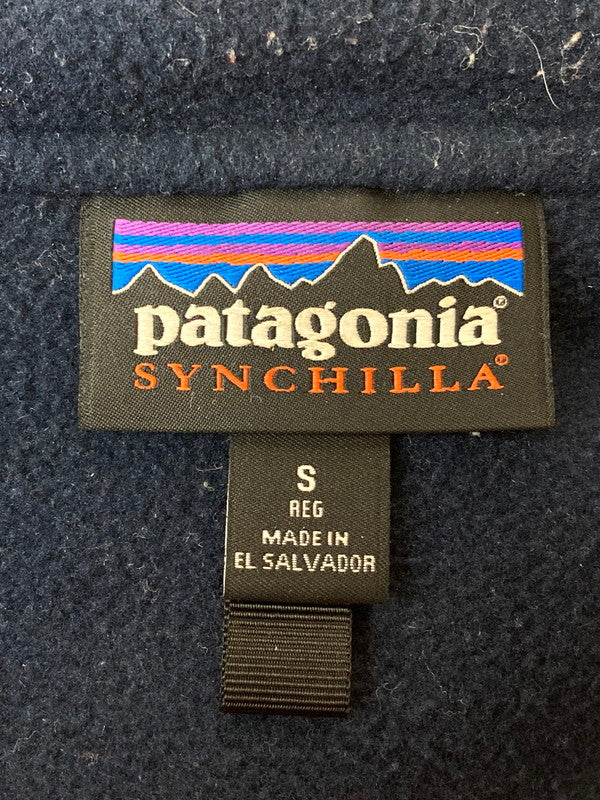 patagonia®
SYNCHILLA®
S
REG
MADE IN
EL SALVADOR